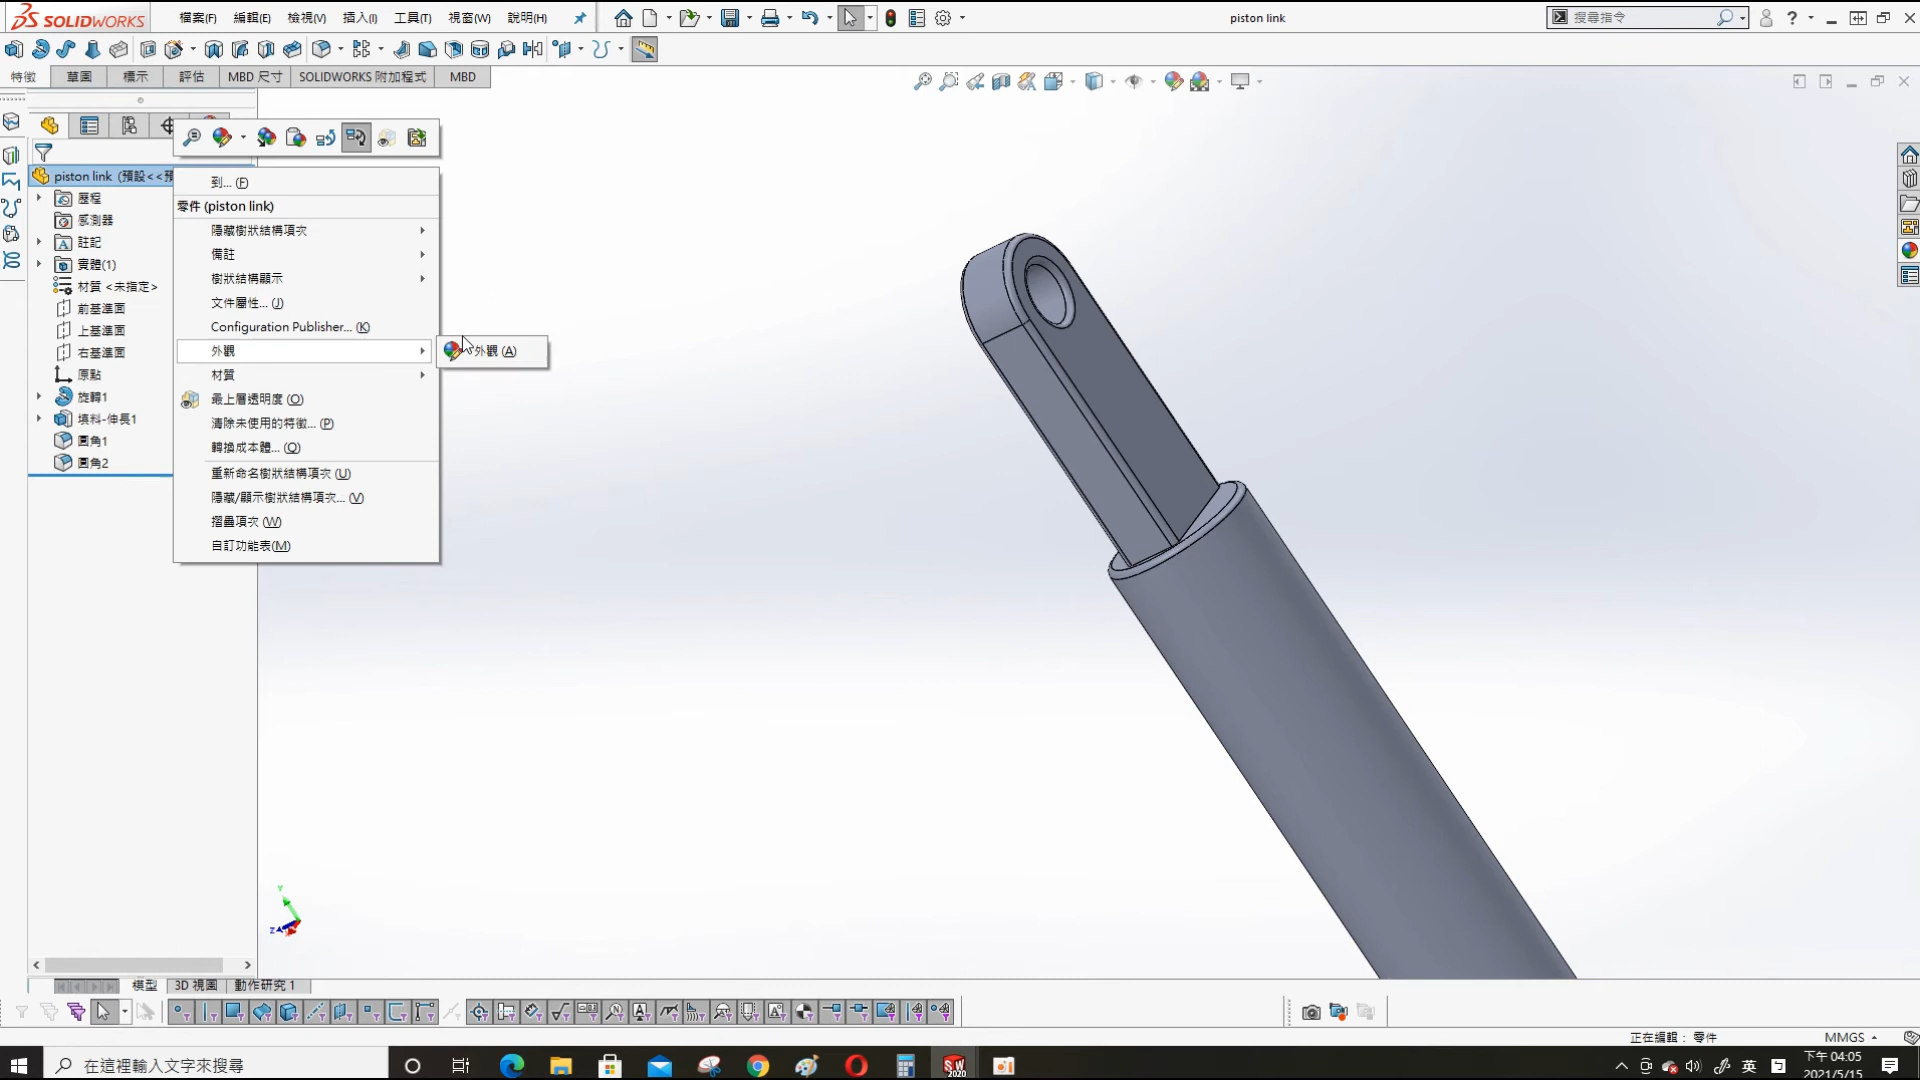 SOLIDWORKS
檔案(F)
編輯(E)
檢視(V)
插入(I)
工具(T)
視窗(W)
說明(H)
piston link
搜尋指令
特徵
草圖
標示
評估
MBD 尺寸
SOLIDWORKS 附加程式
MBD
piston link (預設<<預
歷程
感測器
註記
實體(1)
材質 <未指定>
前基準面
上基準面
右基準面
原點
旋轉1
填料-伸長1
圓角1
圓角2
到... (F)
零件 (piston link)
隱藏樹狀結構項次
備註
樹狀結構顯示
文件屬性... (J)
Configuration Publisher... (K)
外觀
外觀 (A)
材質
最上層透明度 (O)
清除未使用的特徵... (P)
轉換成本體... (Q)
重新命名樹狀結構項次 (U)
隱藏/顯示樹狀結構項次... (V)
摺疊項次 (W)
自訂功能表(M)
Y
Z
模型
3D 視圖
動作研究 1
正在編輯： 零件
MMGS
在這裡輸入文字來搜尋
SW
2020
英
下午 04:05
2021/5/15